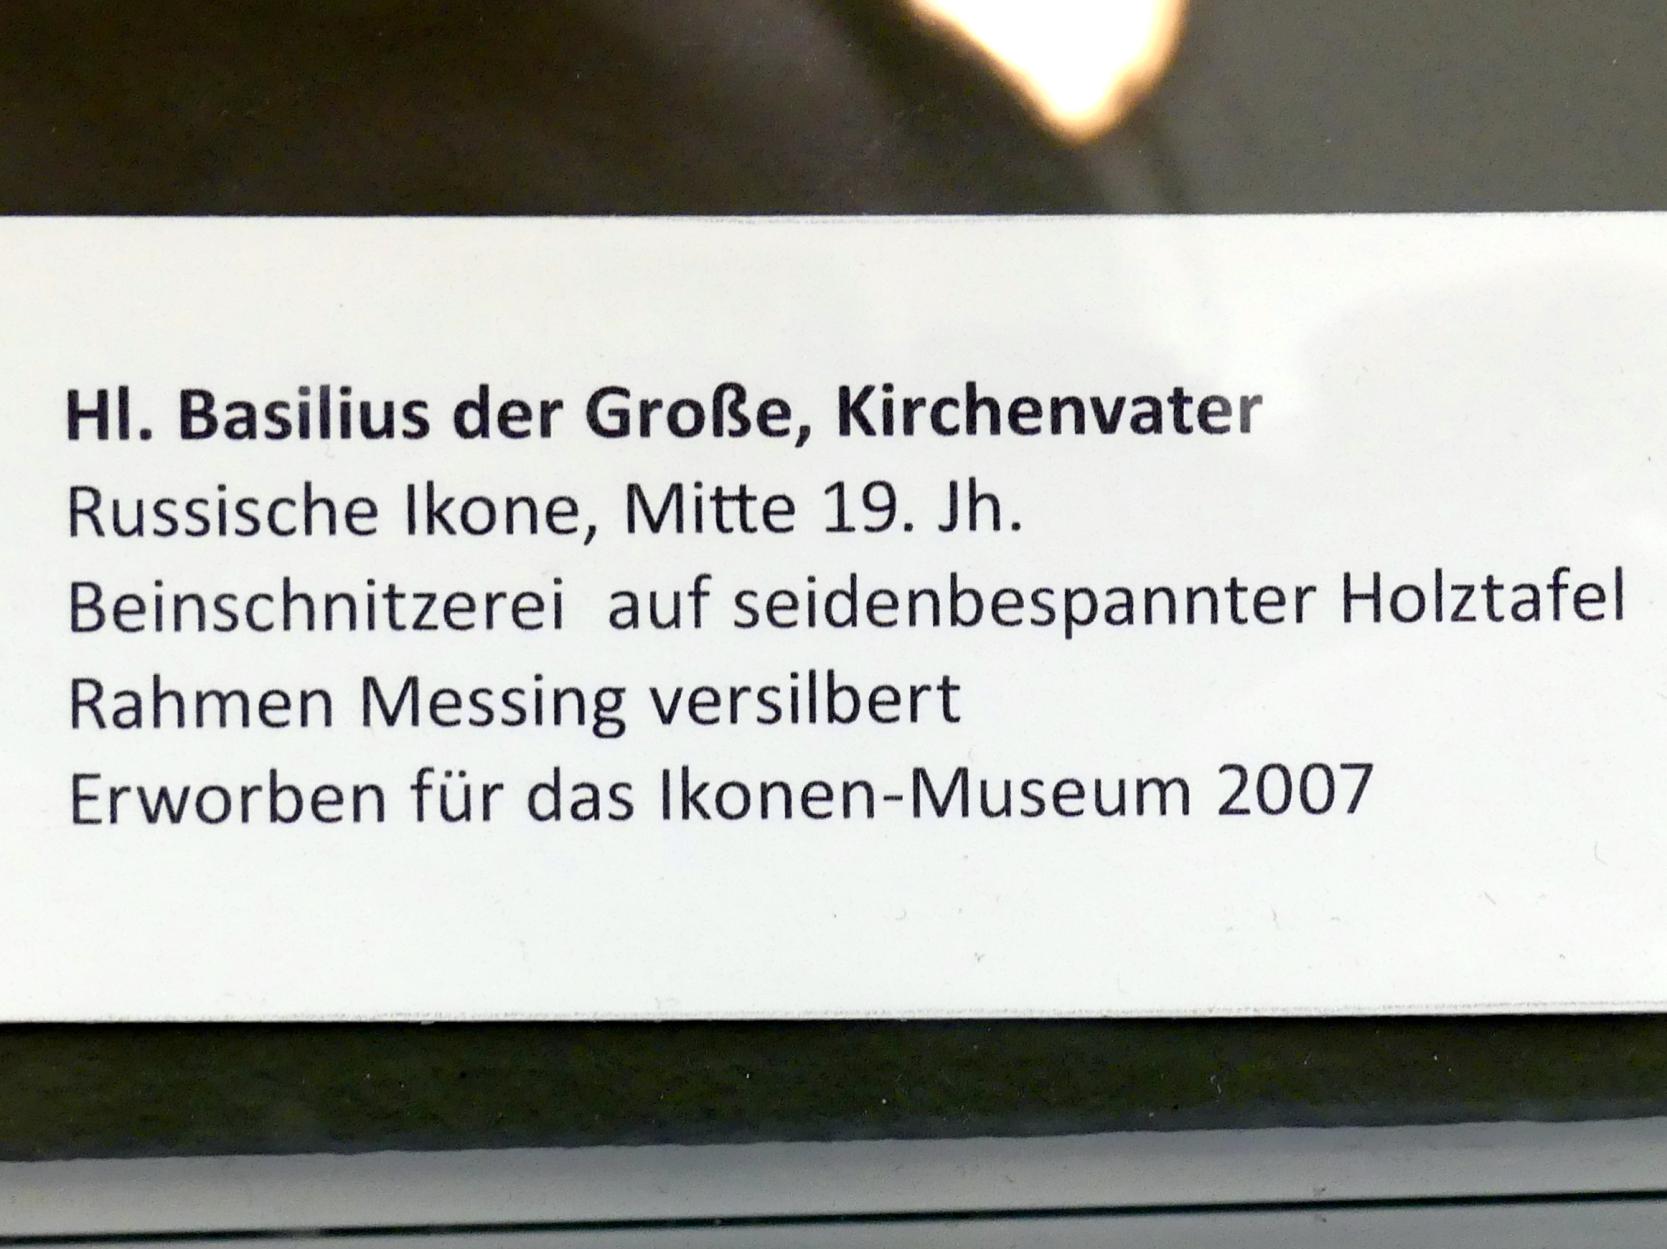 Hl. Basilius der Große, Kirchenvater
Russische Ikone, Mitte 19. Jh.
Beinschnitzerei  auf seidenbespannter Holztafel
Rahmen Messing versilbert
Erworben für das Ikonen-Museum 2007